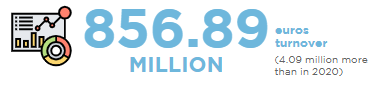 856.89
MILLION
euros
turnover
(4.09 million more
than in 2020)